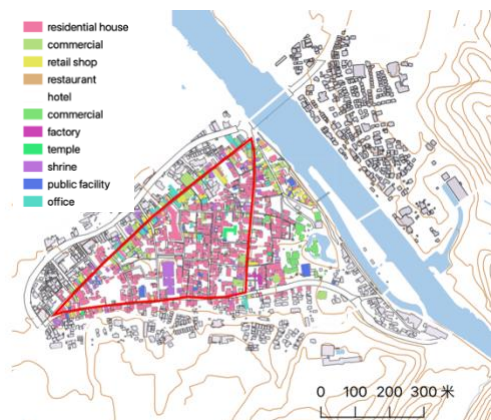 residential house
commercial
retail shop
restaurant
hotel
commercial
factory
temple
shrine
public facility
office
0 100 200 300 米